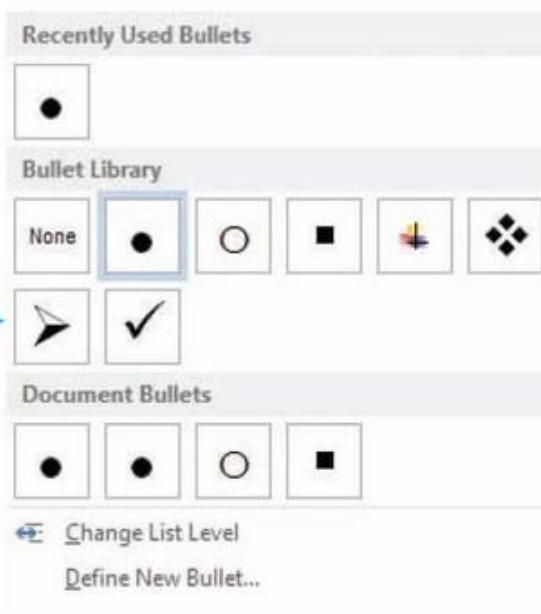 Recently Used Bullets
Bullet Library
None
Document Bullets
Change List Level
Define New Bullet...